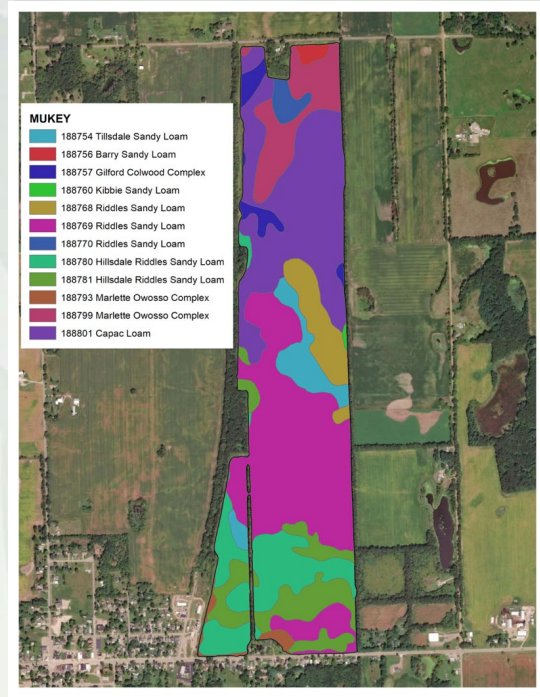 MUKEY
188754 Tillsdale Sandy Loam
188756 Barry Sandy Loam
188757 Gilford Colwood Complex
188760 Kibbie Sandy Loam
188768 Riddles Sandy Loam
188769 Riddles Sandy Loam
188770 Riddles Sandy Loam
188780 Hillsdale Riddles Sandy Loam
188781 Hillsdale Riddles Sandy Loam
188793 Marlette Owosso Complex
188799 Marlette Owosso Complex
188801 Capac Loam